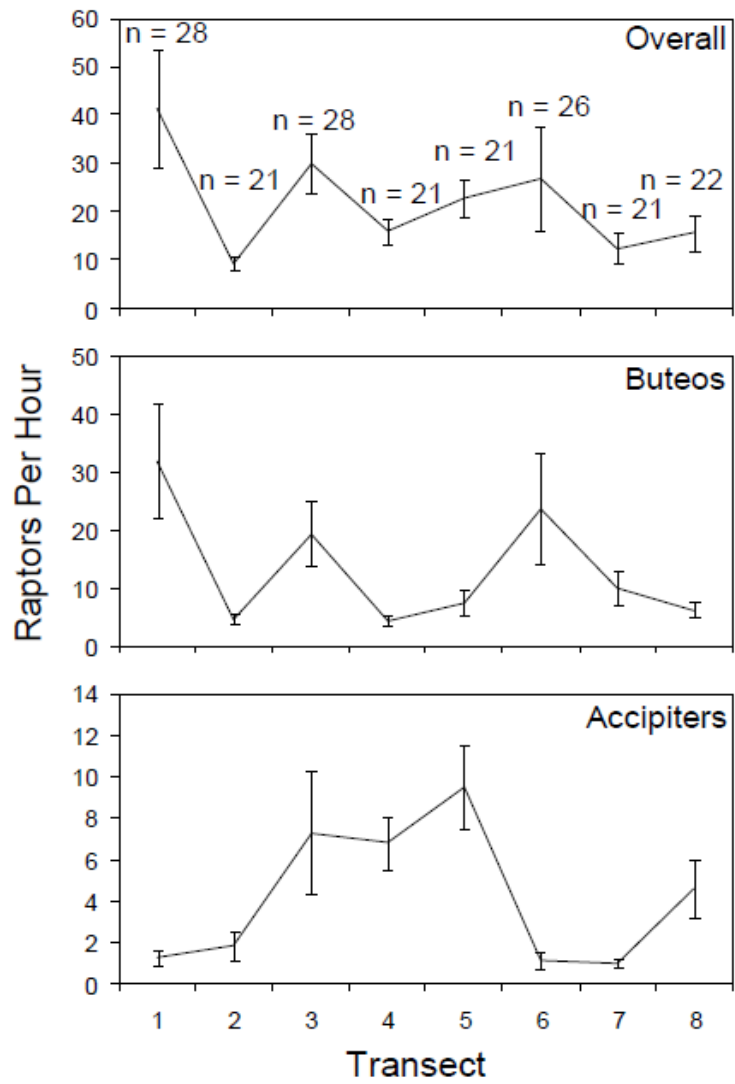 Raptors Per Hour
60
50
40
30
20
10
0
Overall
n = 28
n = 21
n = 28
n = 21
n = 21
n = 26
n = 21
n = 22
50
40
30
20
10
0
Buteos
14
12
10
8
6
4
2
0
Accipiters
1 2 3 4 5 6 7 8
Transect